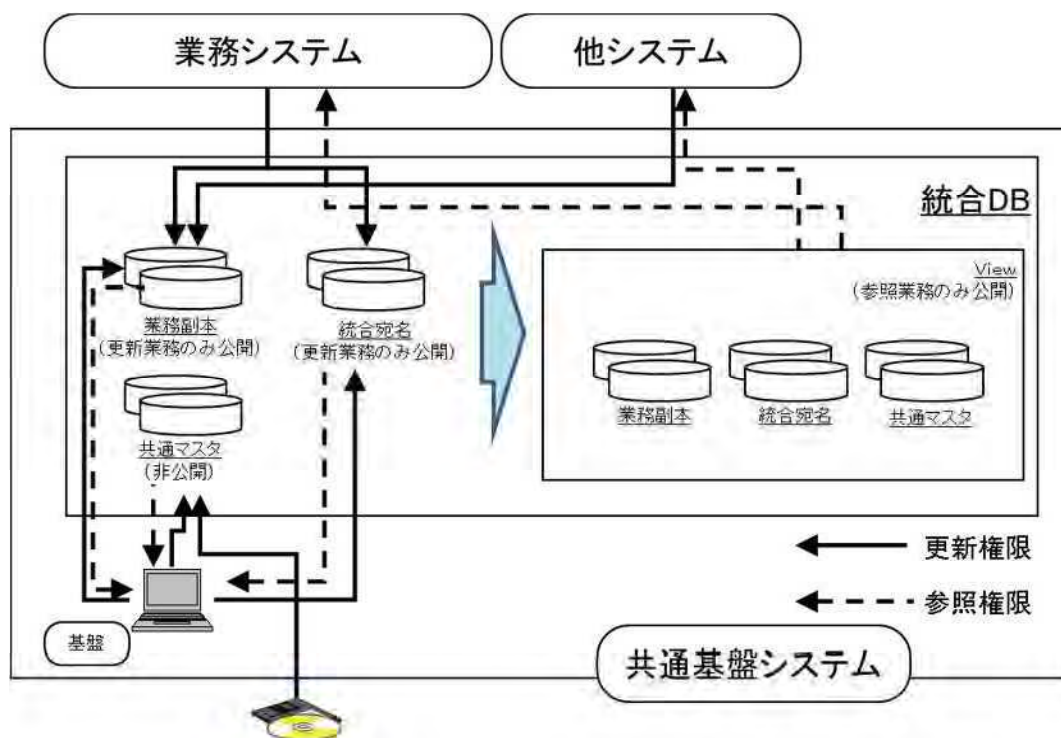 業務システム
他システム
統合DB
View
(参照業務のみ公開)
業務副本
(更新業務のみ公開)
統合宛名
(更新業務のみ公開)
共通マスタ
(非公開)
業務副本
統合宛名
共通マスタ
更新権限
参照権限
基盤
共通基盤システム